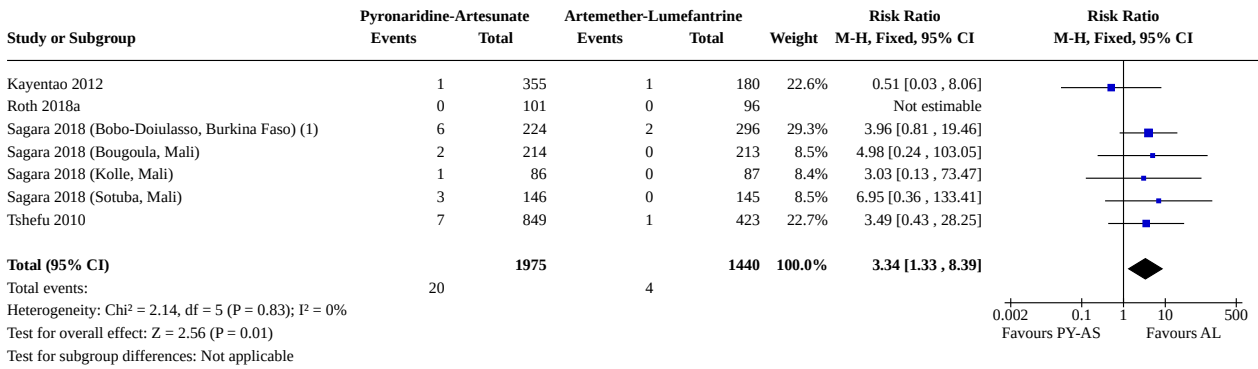 Pyronaridine-Artesunate Artemether-Lumefantrine Risk Ratio Risk Ratio
Study or Subgroup Events Total Events Total Weight M-H, Fixed, 95% CI M-H, Fixed, 95% CI
Kayentao 2012 1 355 1 180 22.6% 0.51 [0.03 , 8.06]
Roth 2018a 0 101 0 96 Not estimable
Sagara 2018 (Bobo-Doiulasso, Burkina Faso) (1) 6 224 2 296 29.3% 3.96 [0.81 , 19.46]
Sagara 2018 (Bougoula, Mali) 2 214 0 213 8.5% 4.98 [0.24 , 103.05]
Sagara 2018 (Kolle, Mali) 1 86 0 87 8.4% 3.03 [0.13 , 73.47]
Sagara 2018 (Sotuba, Mali) 3 146 0 145 8.5% 6.95 [0.36 , 133.41]
Tshefu 2010 7 849 1 423 22.7% 3.49 [0.43 , 28.25]
Total (95% CI) 1975 1440 100.0% 3.34 [1.33 , 8.39]
Total events: 20 4
Heterogeneity: Chi² = 2.14, df = 5 (P = 0.83); I² = 0%
Test for overall effect: Z = 2.56 (P = 0.01)
Test for subgroup differences: Not applicable
0.002 0.1 1 10 500
Favours PY-AS Favours AL